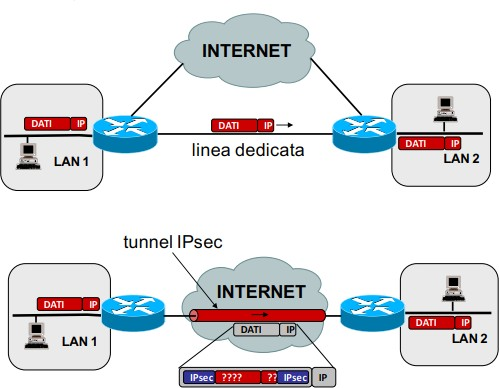 INTERNET
DATI IP
DATI IP
LAN 1
linea dedicata
DATI IP
LAN 2
tunnel IPsec
INTERNET
DATI IP
DATI IP
LAN 1
DATI IP
LAN 2
IPsec ???? ?? IPsec IP